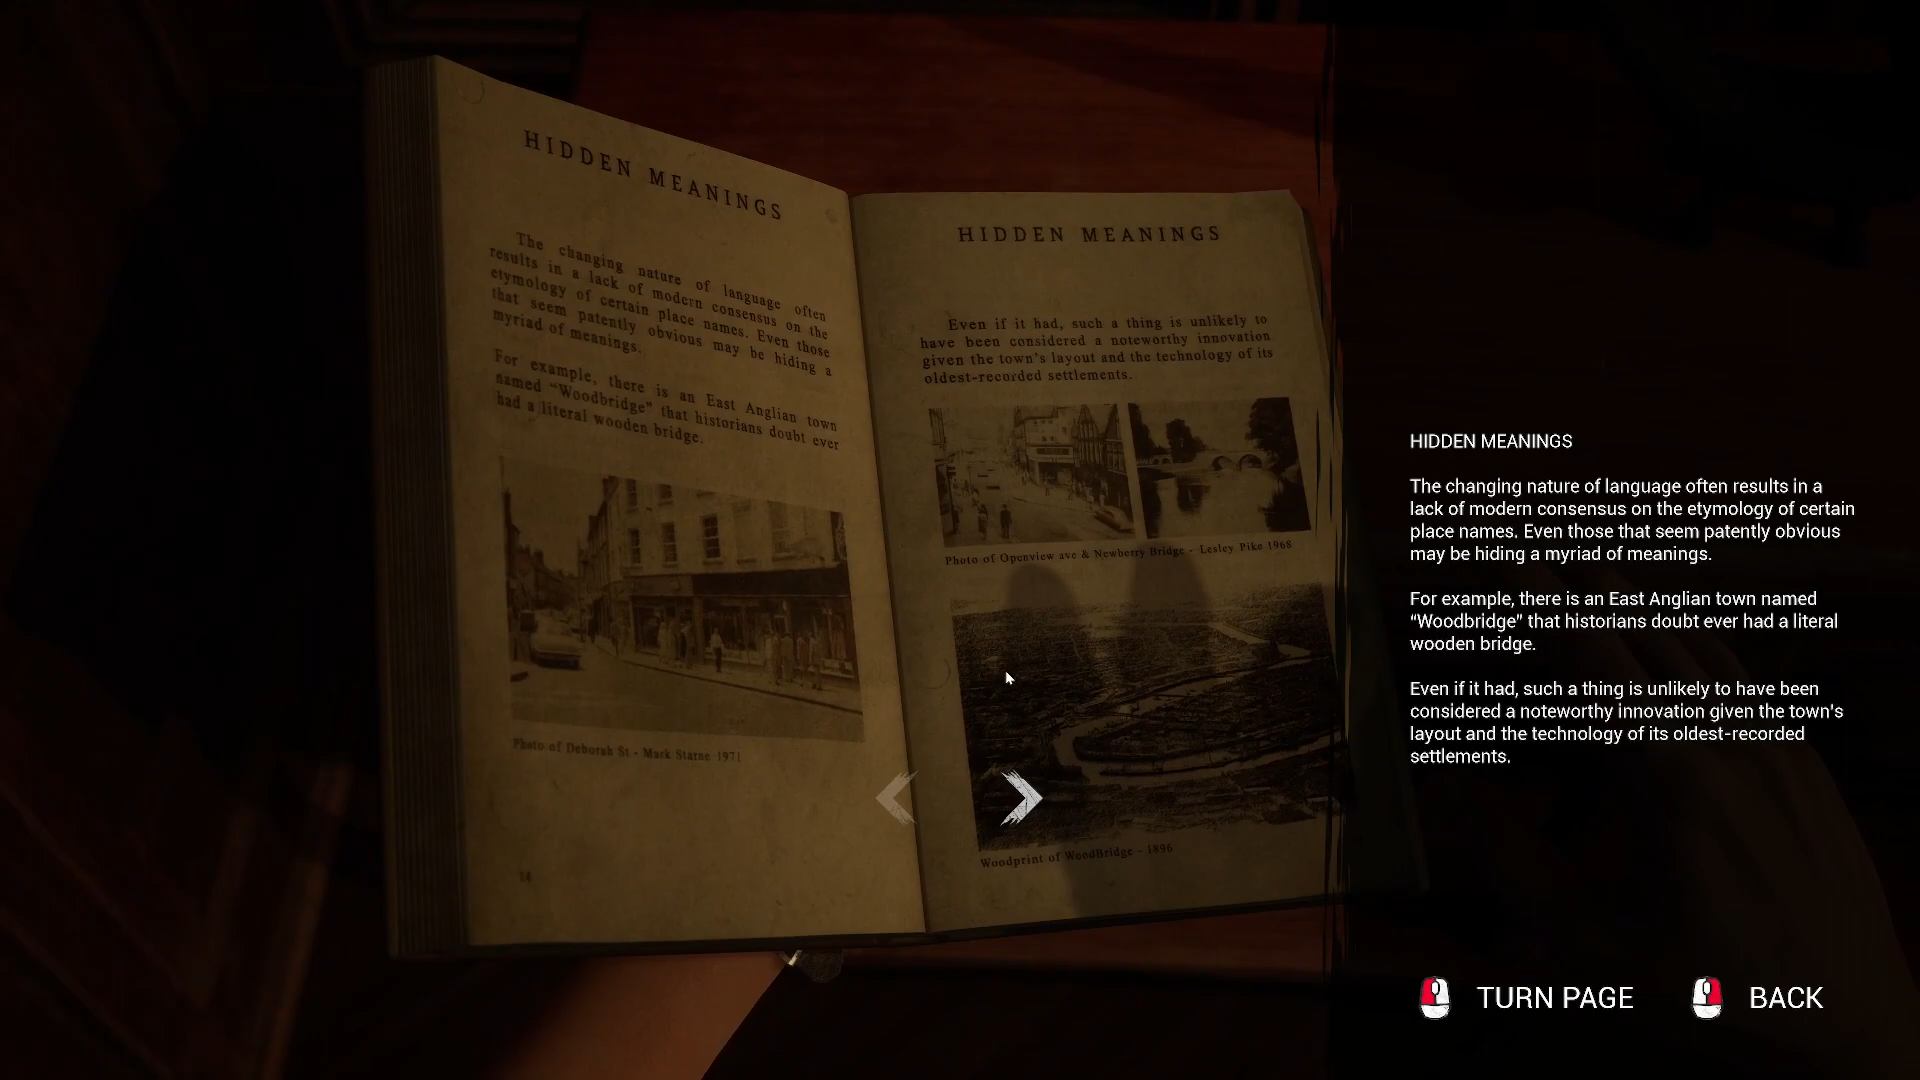 HIDDEN MEANINGS
The changing nature of language often
results in a lack of modern consensus on the
etymology of certain place names. Even those
that seem patently obvious may be hiding a
myriad of meanings.
For example, there is an East Anglian town
named “Woodbridge” that historians doubt ever
had a literal wooden bridge.
Photo of Deborah St - Mark Starne 1971
14
HIDDEN MEANINGS
Even if it had, such a thing is unlikely to
have been considered a noteworthy innovation
given the town's layout and the technology of its
oldest-recorded settlements.
Photo of Openview ave & Newberry Bridge - Lesley Pike 1968
Woodprint of WoodBridge - 1896
HIDDEN MEANINGS
The changing nature of language often results in a
lack of modern consensus on the etymology of certain
place names. Even those that seem patently obvious
may be hiding a myriad of meanings.
For example, there is an East Anglian town named
“Woodbridge” that historians doubt ever had a literal
wooden bridge.
Even if it had, such a thing is unlikely to have been
considered a noteworthy innovation given the town's
layout and the technology of its oldest-recorded
settlements.
TURN PAGE
BACK